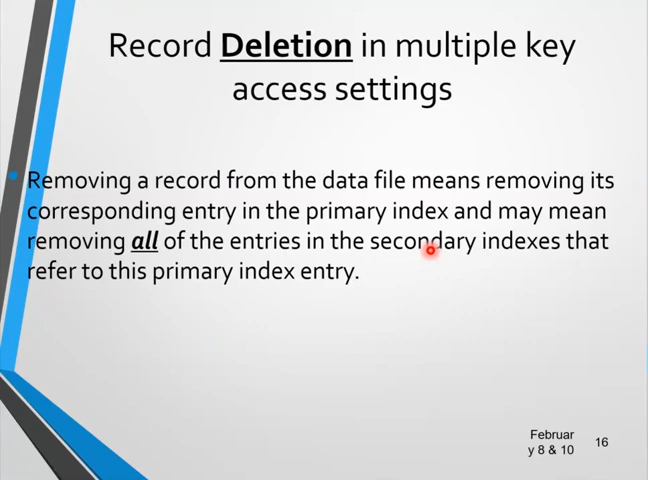 Record Deletion in multiple key
access settings
Removing a record from the data file means removing its
corresponding entry in the primary index and may mean
removing all of the entries in the secondary indexes that
refer to this primary index entry.
Februar
y 8 & 10
16